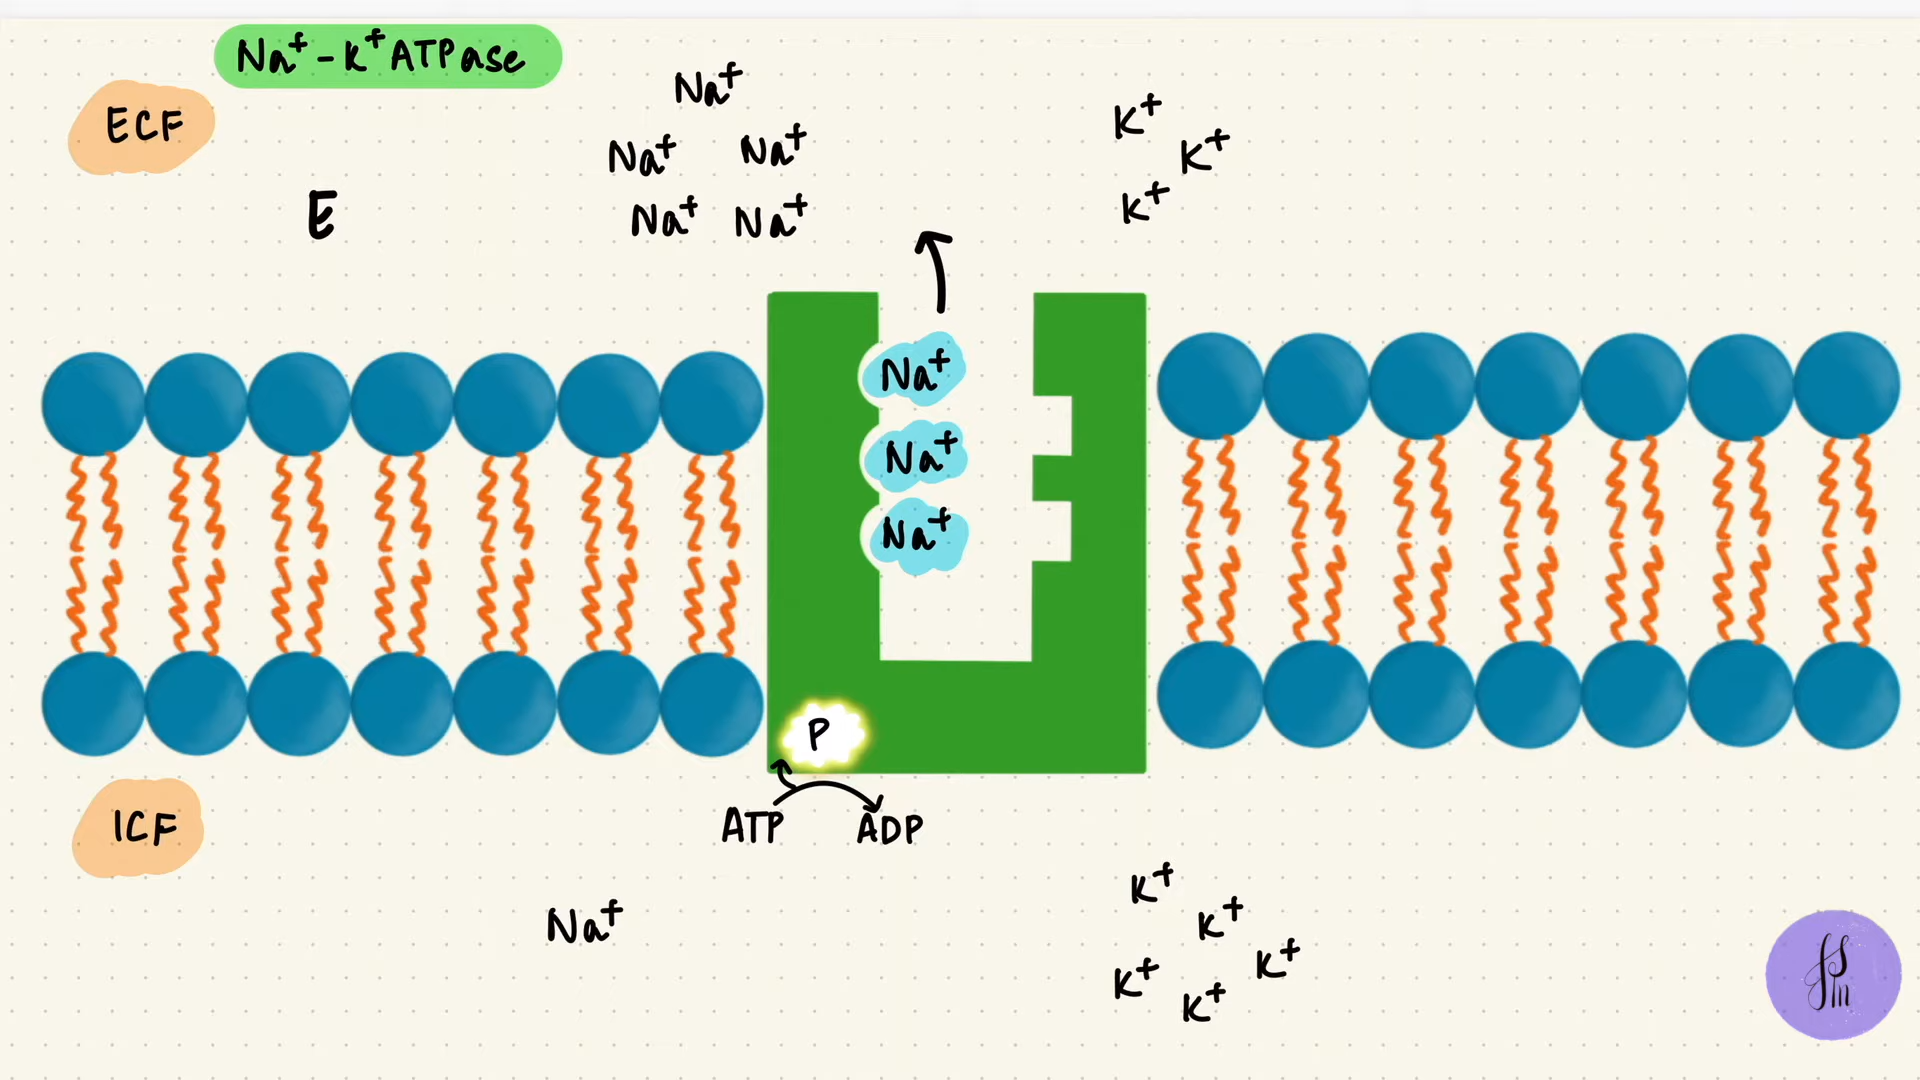 Na⁺-K⁺ATPase
ECF
E
Na⁺
Na⁺ Na⁺
Na⁺ Na⁺
K⁺
K⁺
K⁺
Na⁺
Na⁺
Na⁺
P
ATP ADP
ICF
Na⁺
K⁺
K⁺
K⁺
K⁺
K⁺